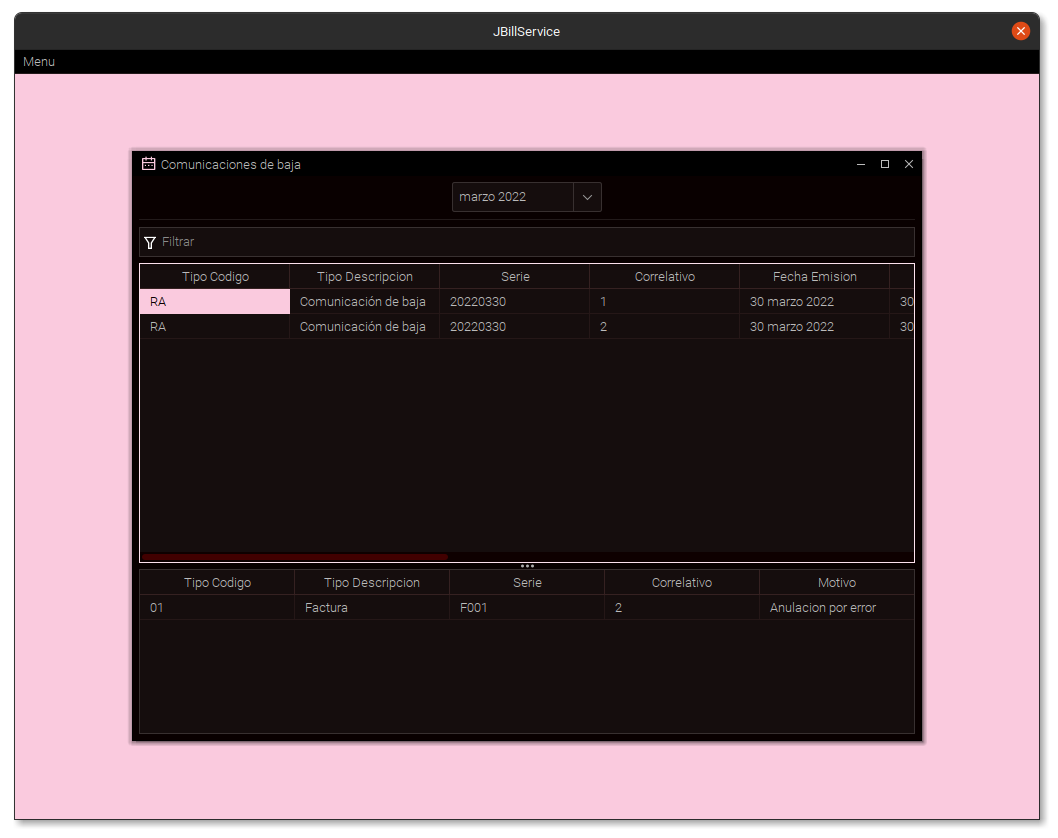 JBillService
Menu
Comunicaciones de baja
marzo 2022
Filtrar
Tipo Codigo Tipo Descripcion Serie Correlativo Fecha Emision
RA Comunicación de baja 20220330 1 30 marzo 2022 30
RA Comunicación de baja 20220330 2 30 marzo 2022 30
Tipo Codigo Tipo Descripcion Serie Correlativo Motivo
01 Factura F001 2 Anulacion por error